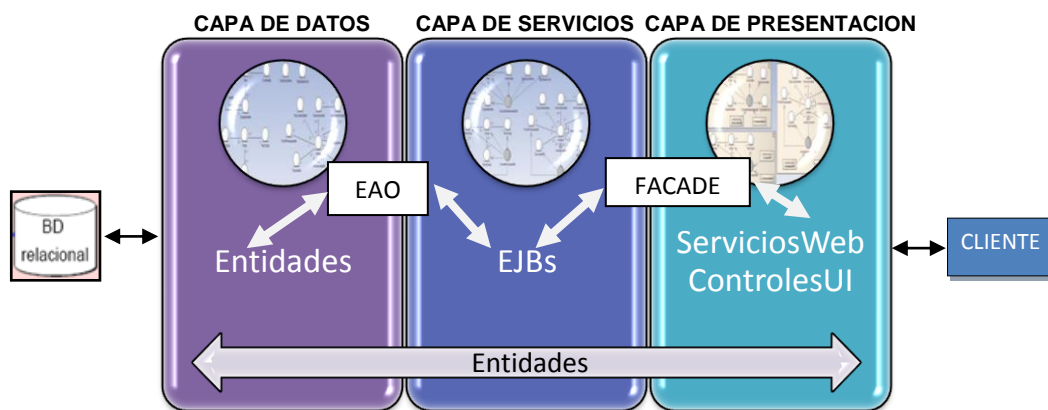 CAPA DE DATOS
CAPA DE SERVICIOS
CAPA DE PRESENTACION
EAO
FACADE
BD
relacional
Entidades
EJBs
ServiciosWeb
ControlesUI
CLIENTE
Entidades